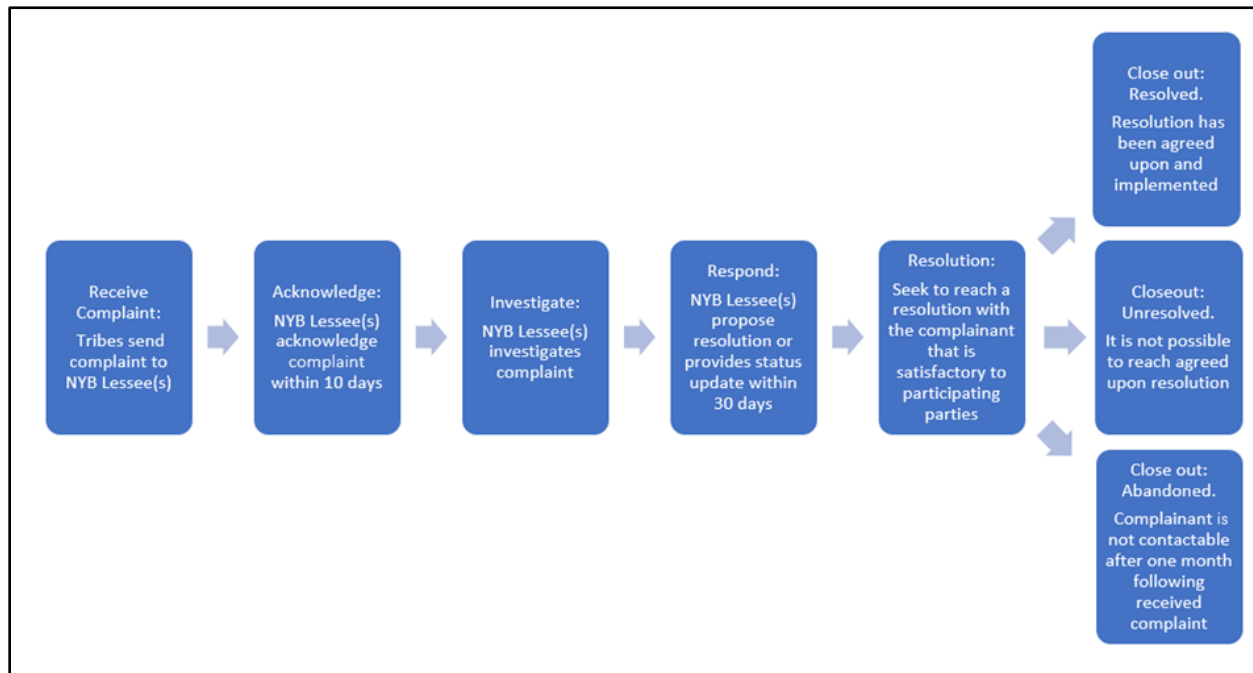 Receive
Complaint:
Tribes send
complaint to
NYB Lessee(s)
Acknowledge:
NYB Lessee(s)
acknowledge
complaint
within 10 days
Investigate:
NYB Lessee(s)
investigates
complaint
Respond:
NYB Lessee(s)
propose
resolution or
provides status
update within
30 days
Resolution:
Seek to reach a
resolution with
the complainant
that is
satisfactory to
participating
parties
Close out:
Resolved.
Resolution has
been agreed
upon and
implemented
Closeout:
Unresolved.
It is not possible
to reach agreed
upon resolution
Close out:
Abandoned.
Complainant is
not contactable
after one month
following
received
complaint